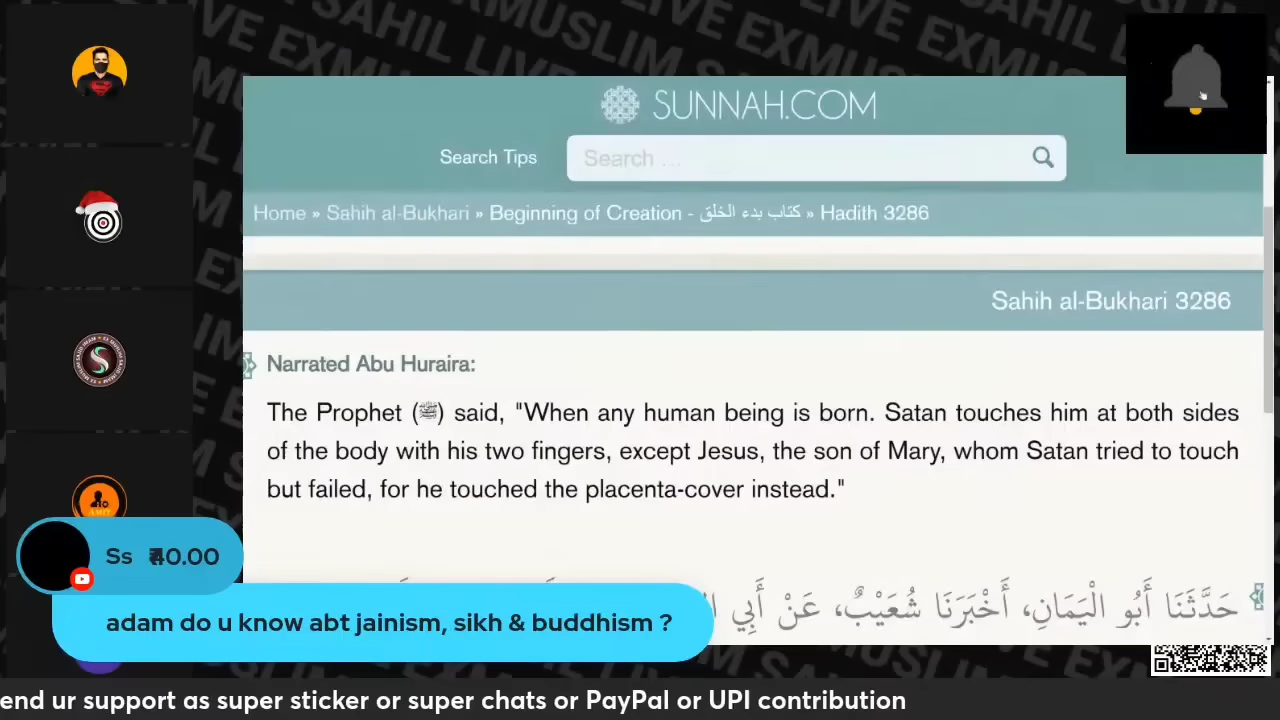 SUNNAH.COM
Search Tips
Search ...
Home » Sahih al-Bukhari » Beginning of Creation - كتاب بدء الخلق » Hadith 3286
Sahih al-Bukhari 3286
Narrated Abu Huraira:
The Prophet (ﷺ) said, "When any human being is born. Satan touches him at both sides
of the body with his two fingers, except Jesus, the son of Mary, whom Satan tried to touch
but failed, for he touched the placenta-cover instead."
حَدَّثَنَا أَبُو الْيَمَانِ، أَخْبَرَنَا شُعَيْبٌ، عَنْ أَبِي
Ss ₹40.00
adam do u know abt jainism, sikh & buddhism ?
end ur support as super sticker or super chats or PayPal or UPI contribution